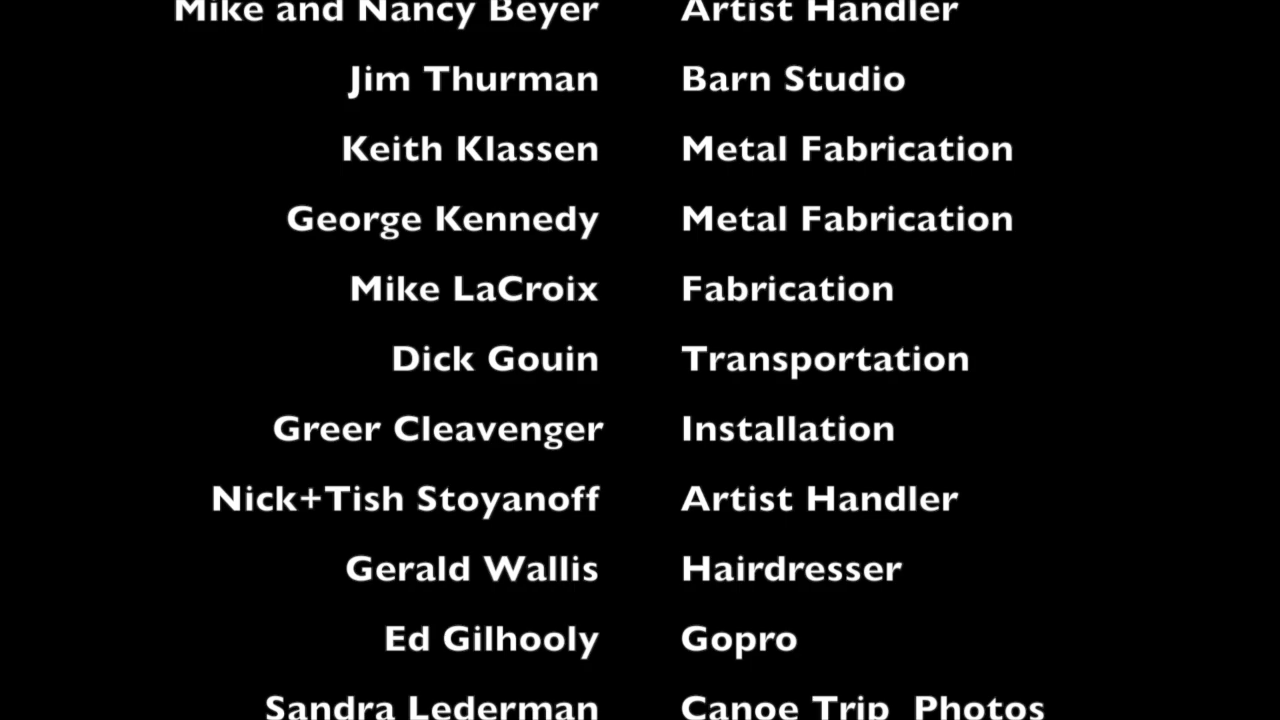 Mike and Nancy Beyer Artist Handler
Jim Thurman Barn Studio
Keith Klassen Metal Fabrication
George Kennedy Metal Fabrication
Mike LaCroix Fabrication
Dick Gouin Transportation
Greer Cleavenger Installation
Nick+Tish Stoyanoff Artist Handler
Gerald Wallis Hairdresser
Ed Gilhooly Gopro
Sandra Lederman Canoe Trip Photos